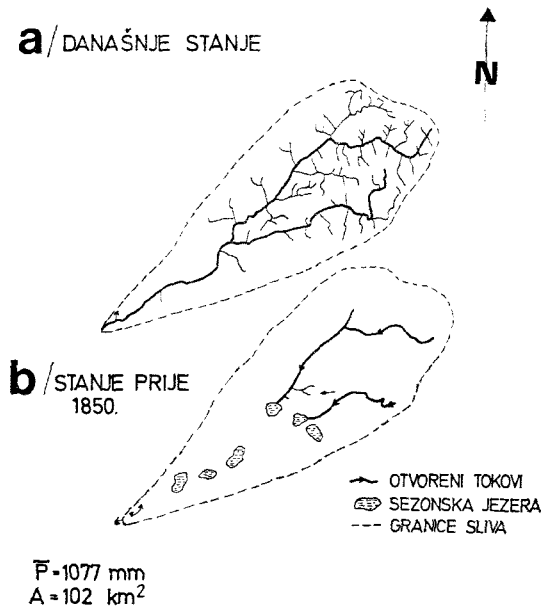 a/DANAŠNJE STANJE
N
b/STANJE PRIJE
1850.
OTVORENI TOKOVI
SEZONSKA JEZERA
GRANICE SLIVA
P̅=1077 mm
A=102 km²